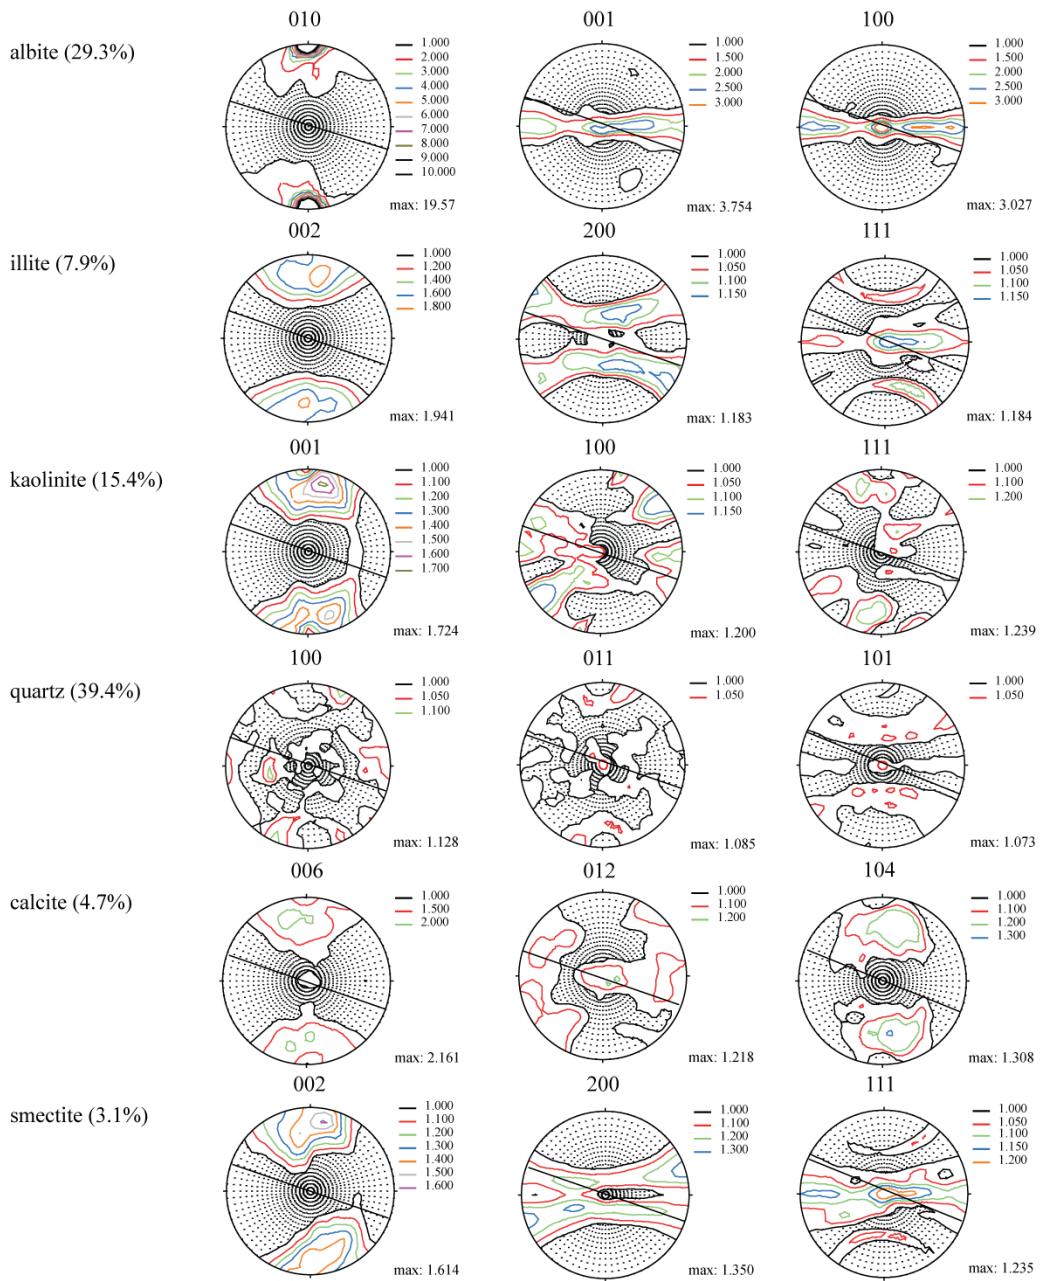 010 001 100
albite (29.3%)
1.000
2.000
3.000
4.000
5.000
6.000
7.000
8.000
9.000
10.000
max: 19.57
1.000
1.500
2.000
2.500
3.000
max: 3.754
1.000
1.500
2.000
2.500
3.000
max: 3.027
002 200 111
illite (7.9%)
1.000
1.200
1.400
1.600
1.800
max: 1.941
1.000
1.050
1.100
1.150
max: 1.183
1.000
1.050
1.100
1.150
max: 1.184
001 100 111
kaolinite (15.4%)
1.000
1.100
1.200
1.300
1.400
1.500
1.600
1.700
max: 1.724
1.000
1.050
1.100
1.150
max: 1.200
1.000
1.100
1.200
max: 1.239
100 011 101
quartz (39.4%)
1.000
1.050
1.100
max: 1.128
1.000
1.050
max: 1.085
1.000
1.050
max: 1.073
006 012 104
calcite (4.7%)
1.000
1.500
2.000
max: 2.161
1.000
1.100
1.200
max: 1.218
1.000
1.100
1.200
1.300
max: 1.308
002 200 111
smectite (3.1%)
1.000
1.100
1.200
1.300
1.400
1.500
1.600
max: 1.614
1.000
1.100
1.200
1.300
max: 1.350
1.000
1.050
1.100
1.150
1.200
max: 1.235